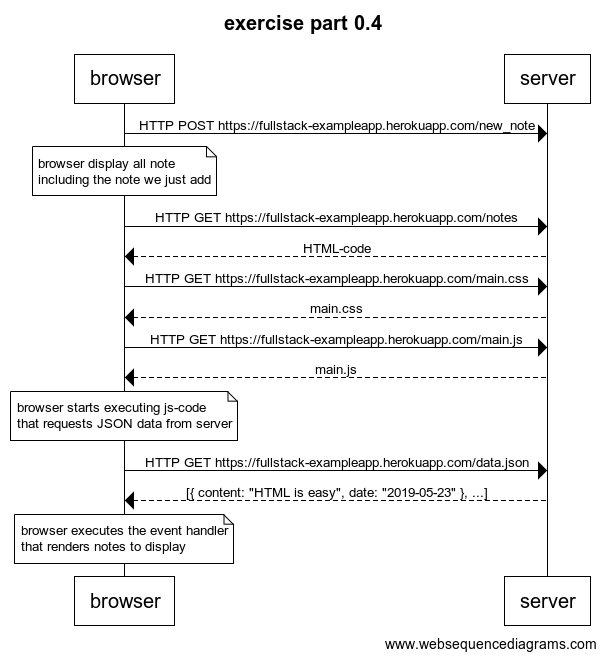 exercise part 0.4
browser
server
HTTP POST https://fullstack-exampleapp.herokuapp.com/new_note
browser display all note
including the note we just add
HTTP GET https://fullstack-exampleapp.herokuapp.com/notes
HTML-code
HTTP GET https://fullstack-exampleapp.herokuapp.com/main.css
main.css
HTTP GET https://fullstack-exampleapp.herokuapp.com/main.js
main.js
browser starts executing js-code
that requests JSON data from server
HTTP GET https://fullstack-exampleapp.herokuapp.com/data.json
[{ content: "HTML is easy", date: "2019-05-23" }, ...]
browser executes the event handler
that renders notes to display
browser
server
www.websequencediagrams.com